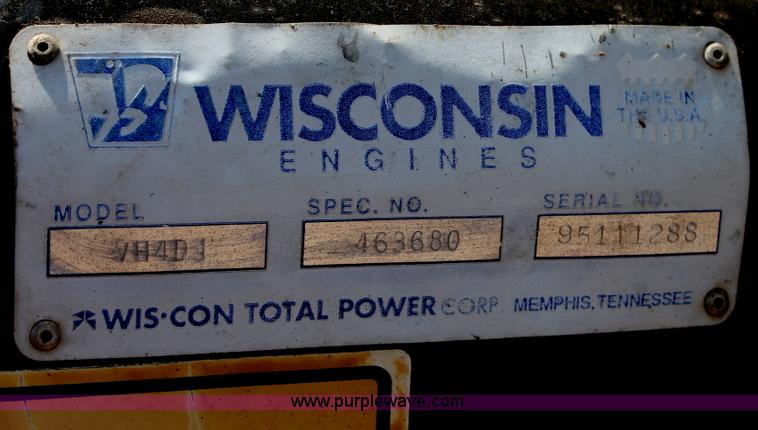 WISCONSIN
ENGINES
MADE IN
THE U.S.A.
MODEL
VH4DJ
SPEC. NO.
463680
SERIAL NO.
95111288
WIS·CON TOTAL POWER CORP. MEMPHIS, TENNESSEE
www.purplewave.com